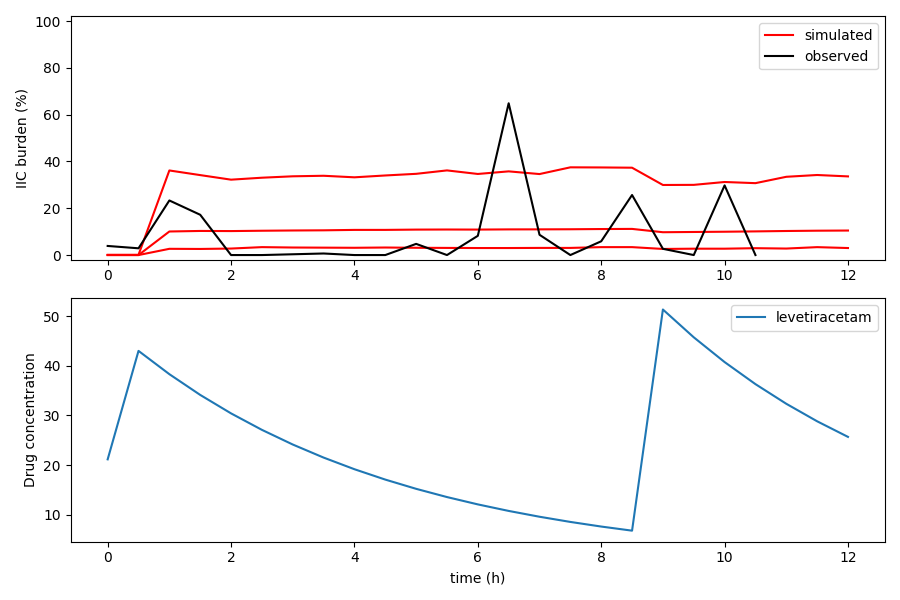 100
80
60
40
20
0
IIC burden (%)
simulated
observed
0 2 4 6 8 10 12
50
40
30
20
10
Drug concentration
levetiracetam
0 2 4 6 8 10 12
time (h)